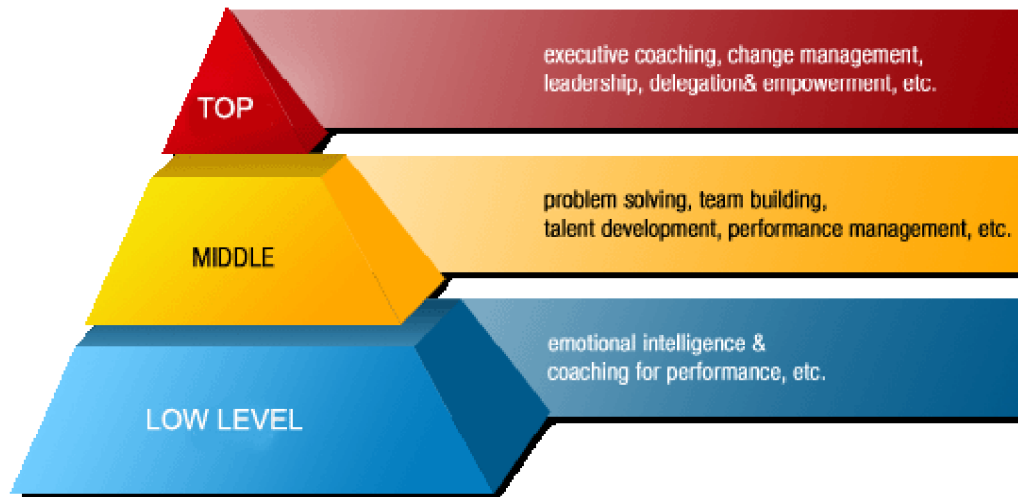 TOP
executive coaching, change management,
leadership, delegation& empowerment, etc.
MIDDLE
problem solving, team building,
talent development, performance management, etc.
LOW LEVEL
emotional intelligence &
coaching for performance, etc.